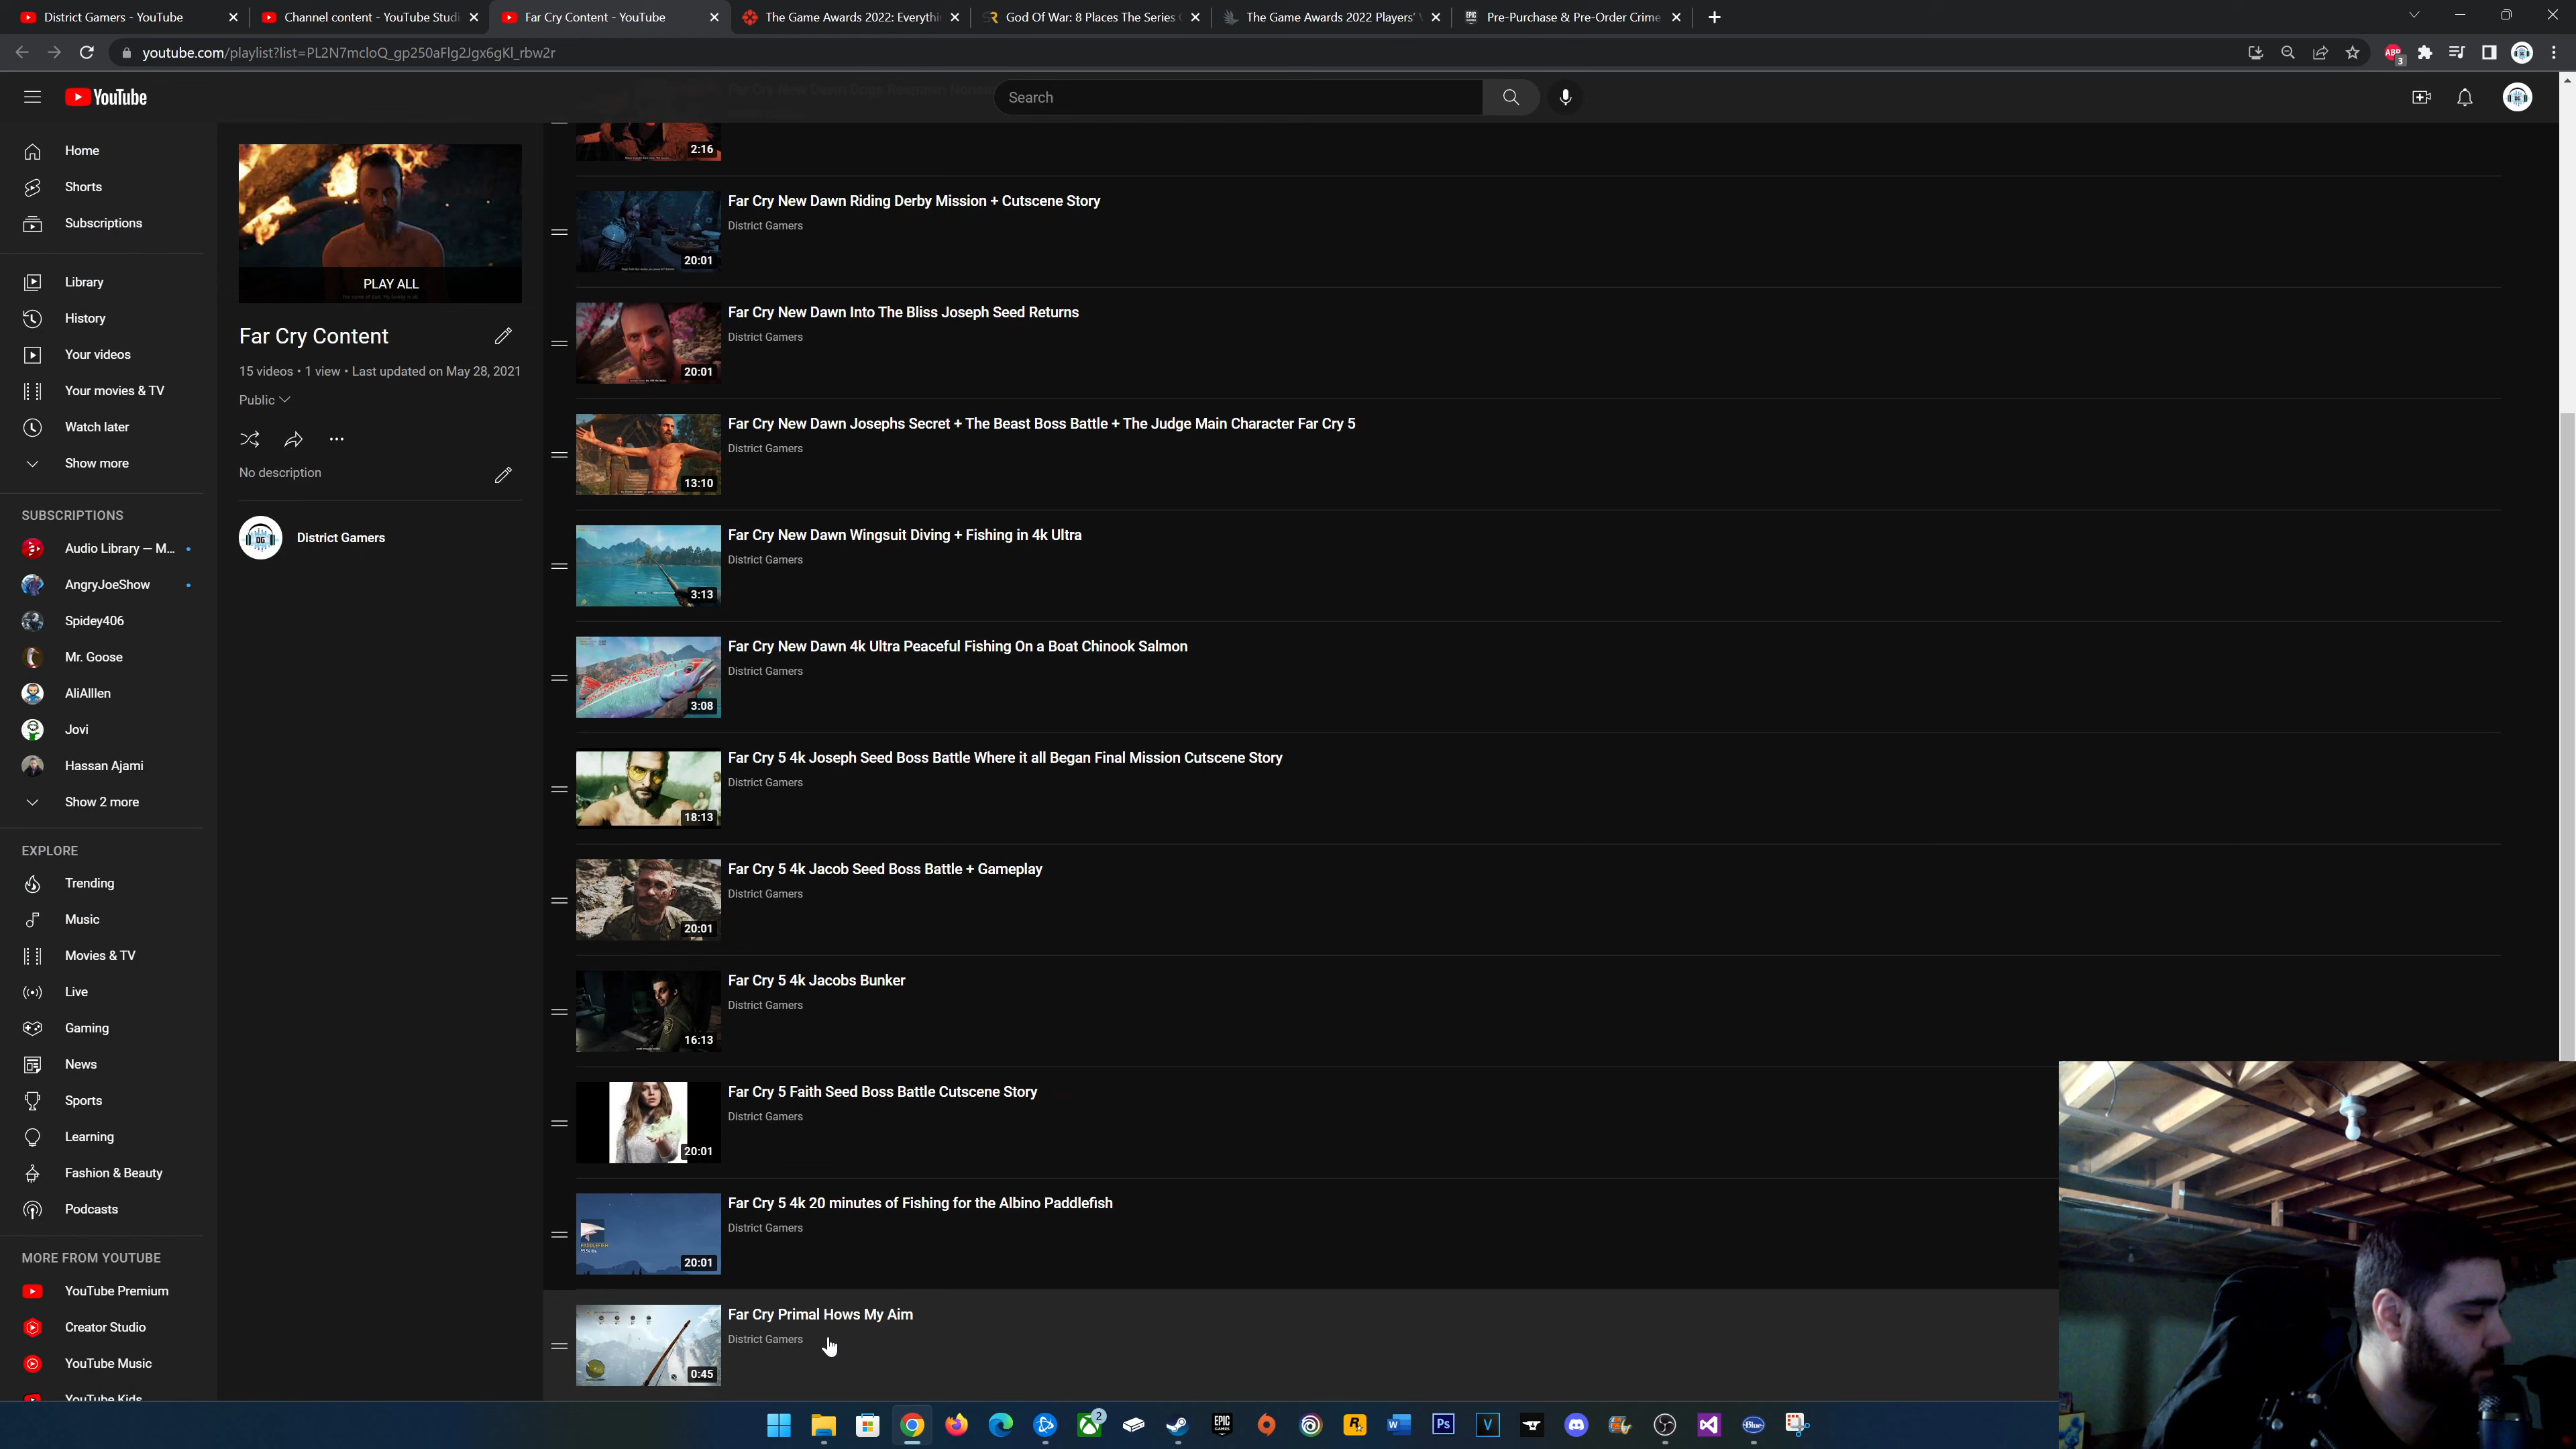 District Gamers - YouTube
Channel content - YouTube Studi
Far Cry Content - YouTube
The Game Awards 2022: Everythi
God Of War: 8 Places The Series
The Game Awards 2022 Players'
Pre-Purchase & Pre-Order Crime
youtube.com/playlist?list=PL2N7mcloQ_gp250aFlg2Jgx6gKl_rbw2r
ABP
3
YouTube
Search
Home
Shorts
Subscriptions
Library
History
Your videos
Your movies & TV
Watch later
Show more
SUBSCRIPTIONS
Audio Library — M...
AngryJoeShow
Spidey406
Mr. Goose
AliAlllen
Jovi
Hassan Ajami
Show 2 more
EXPLORE
Trending
Music
Movies & TV
Live
Gaming
News
Sports
Learning
Fashion & Beauty
Podcasts
MORE FROM YOUTUBE
YouTube Premium
Creator Studio
YouTube Music
YouTube Kids
PLAY ALL
Far Cry Content
15 videos • 1 view • Last updated on May 28, 2021
Public
No description
DG
District Gamers
2:16
Far Cry New Dawn Riding Derby Mission + Cutscene Story
District Gamers
20:01
Far Cry New Dawn Into The Bliss Joseph Seed Returns
District Gamers
20:01
Far Cry New Dawn Josephs Secret + The Beast Boss Battle + The Judge Main Character Far Cry 5
District Gamers
13:10
Far Cry New Dawn Wingsuit Diving + Fishing in 4k Ultra
District Gamers
3:13
Far Cry New Dawn 4k Ultra Peaceful Fishing On a Boat Chinook Salmon
District Gamers
3:08
Far Cry 5 4k Joseph Seed Boss Battle Where it all Began Final Mission Cutscene Story
District Gamers
18:13
Far Cry 5 4k Jacob Seed Boss Battle + Gameplay
District Gamers
20:01
Far Cry 5 4k Jacobs Bunker
District Gamers
16:13
Far Cry 5 Faith Seed Boss Battle Cutscene Story
District Gamers
20:01
Far Cry 5 4k 20 minutes of Fishing for the Albino Paddlefish
District Gamers
20:01
Far Cry Primal Hows My Aim
District Gamers
0:45
2
EPIC GAMES
R
W
Ps
V
Blue